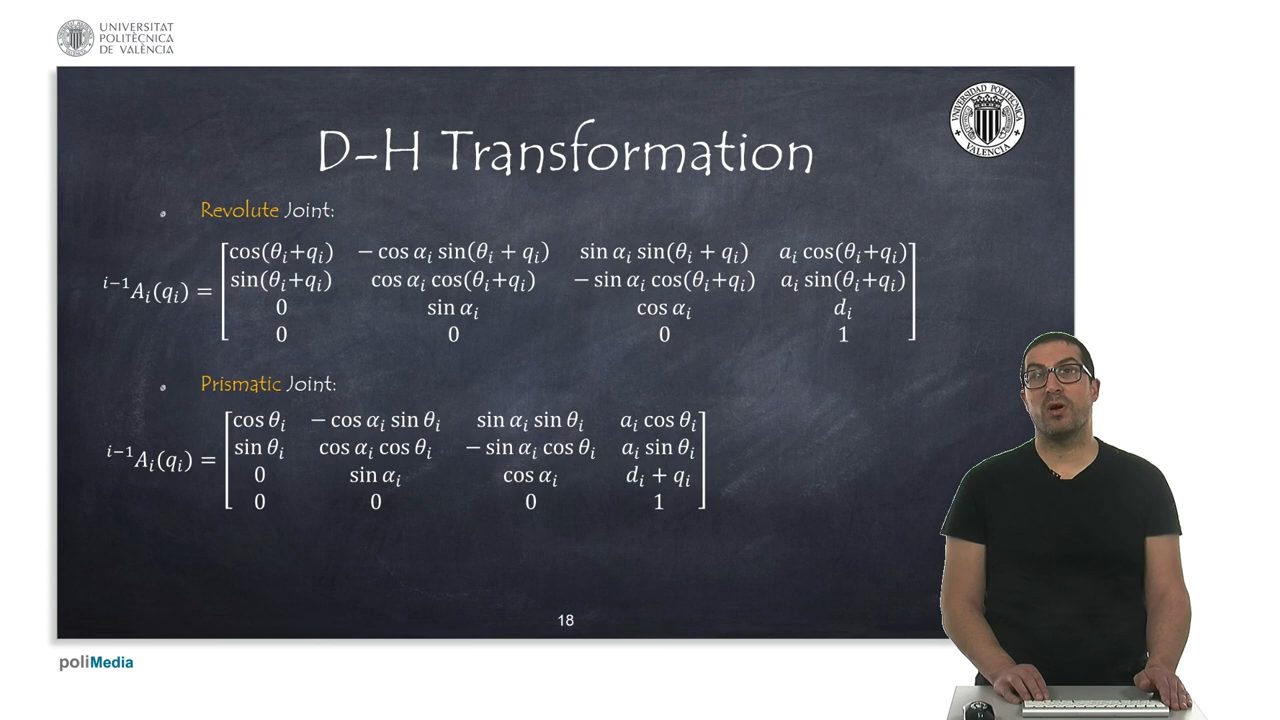 UNIVERSITAT
POLITÈCNICA
DE VALÈNCIA
UNIVERSIDAD POLITECNICA
VALENCIA
D-H Transformation
• Revolute Joint:
cos(θᵢ+qᵢ) − cos αᵢ sin(θᵢ + qᵢ) sin αᵢ sin(θᵢ + qᵢ) aᵢ cos(θᵢ+qᵢ)
sin(θᵢ+qᵢ) cos αᵢ cos(θᵢ+qᵢ) − sin αᵢ cos(θᵢ+qᵢ) aᵢ sin(θᵢ+qᵢ)
ⁱ⁻¹Aᵢ(qᵢ) =
0 sin αᵢ cos αᵢ dᵢ
0 0 0 1
• Prismatic Joint:
cos θᵢ − cos αᵢ sin θᵢ sin αᵢ sin θᵢ aᵢ cos θᵢ
sin θᵢ cos αᵢ cos θᵢ − sin αᵢ cos θᵢ aᵢ sin θᵢ
ⁱ⁻¹Aᵢ(qᵢ) =
0 sin αᵢ cos αᵢ dᵢ + qᵢ
0 0 0 1
18
poliMedia